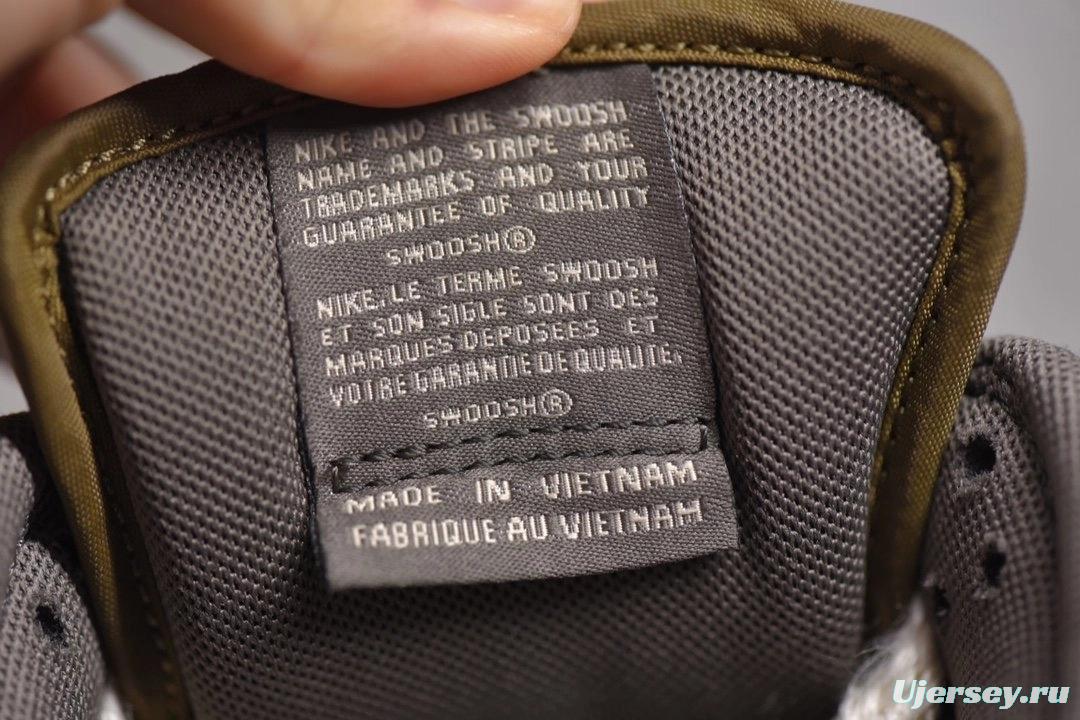 NIKE AND THE SWOOSH
NAME AND STRIPE ARE
TRADEMARKS AND YOUR
GUARANTEE OF QUALITY
SWOOSH®
NIKE, LE TERME SWOOSH
ET SON SIGLE SONT DES
MARQUES DEPOSEES ET
VOTRE GARANTIE DE QUALITE.
SWOOSH®
MADE IN VIETNAM
FABRIQUE AU VIETNAM
Ujersey.ru